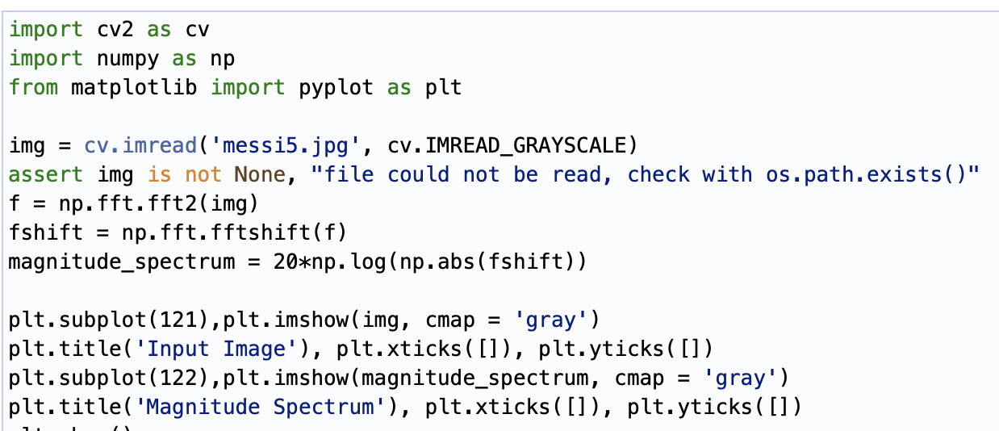 import cv2 as cv
import numpy as np
from matplotlib import pyplot as plt
img = cv.imread('messi5.jpg', cv.IMREAD_GRAYSCALE)
assert img is not None, "file could not be read, check with os.path.exists()"
f = np.fft.fft2(img)
fshift = np.fft.fftshift(f)
magnitude_spectrum = 20*np.log(np.abs(fshift))
plt.subplot(121),plt.imshow(img, cmap = 'gray')
plt.title('Input Image'), plt.xticks([]), plt.yticks([])
plt.subplot(122),plt.imshow(magnitude_spectrum, cmap = 'gray')
plt.title('Magnitude Spectrum'), plt.xticks([]), plt.yticks([])